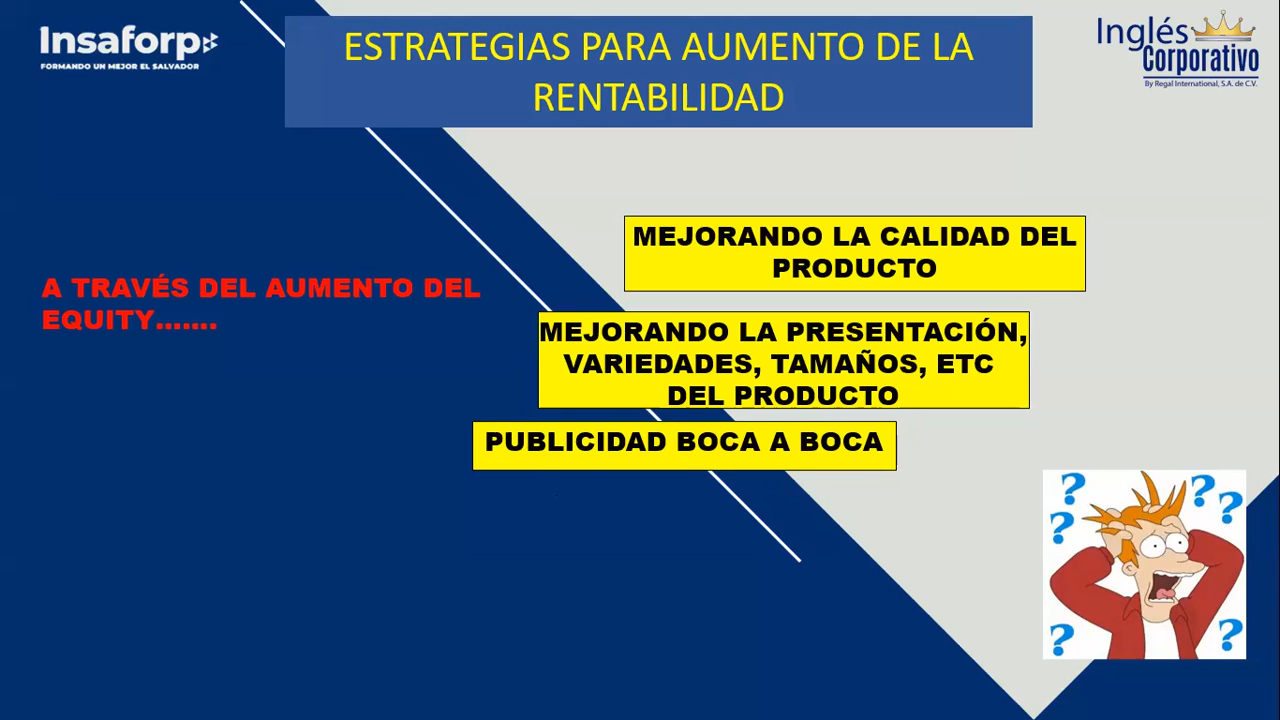 Insaforp
FORMANDO UN MEJOR EL SALVADOR
ESTRATEGIAS PARA AUMENTO DE LA
RENTABILIDAD
Inglés
Corporativo
By Regal International, S.A. de C.V.
MEJORANDO LA CALIDAD DEL
PRODUCTO
A TRAVÉS DEL AUMENTO DEL
EQUITY.......
MEJORANDO LA PRESENTACIÓN,
VARIEDADES, TAMAÑOS, ETC
DEL PRODUCTO
PUBLICIDAD BOCA A BOCA
? ? ?
?
? ?